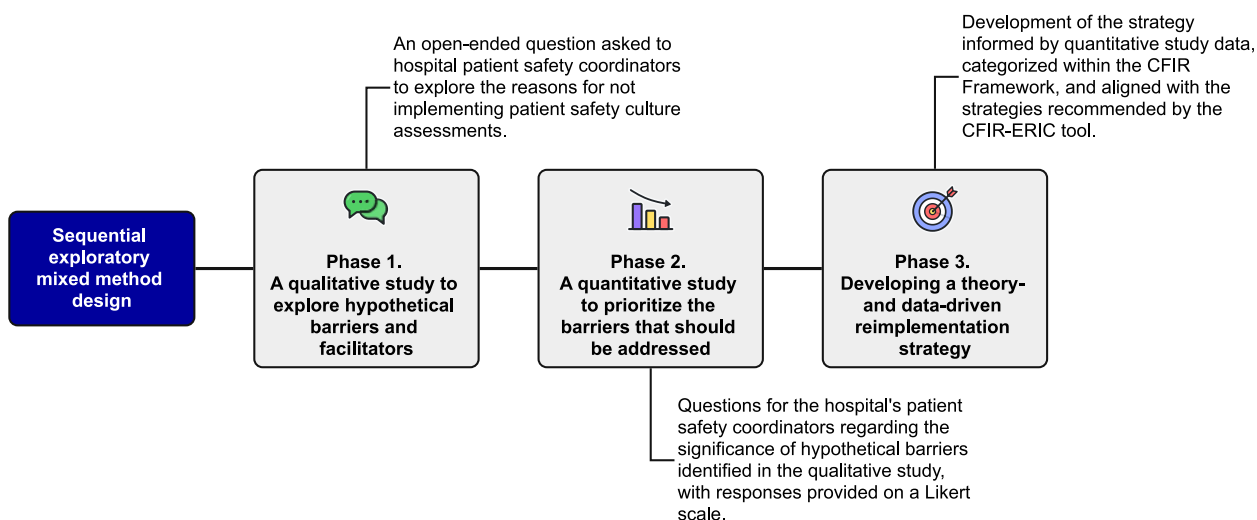 An open-ended question asked to
hospital patient safety coordinators
to explore the reasons for not
implementing patient safety culture
assessments.
Development of the strategy
informed by quantitative study data,
categorized within the CFIR
Framework, and aligned with the
strategies recommended by the
CFIR-ERIC tool.
Sequential
exploratory
mixed method
design
Phase 1.
A qualitative study to
explore hypothetical
barriers and
facilitators
Phase 2.
A quantitative study
to prioritize the
barriers that should
be addressed
Phase 3.
Developing a theory-
and data-driven
reimplementation
strategy
Questions for the hospital's patient
safety coordinators regarding the
significance of hypothetical barriers
identified in the qualitative study,
with responses provided on a Likert
scale.